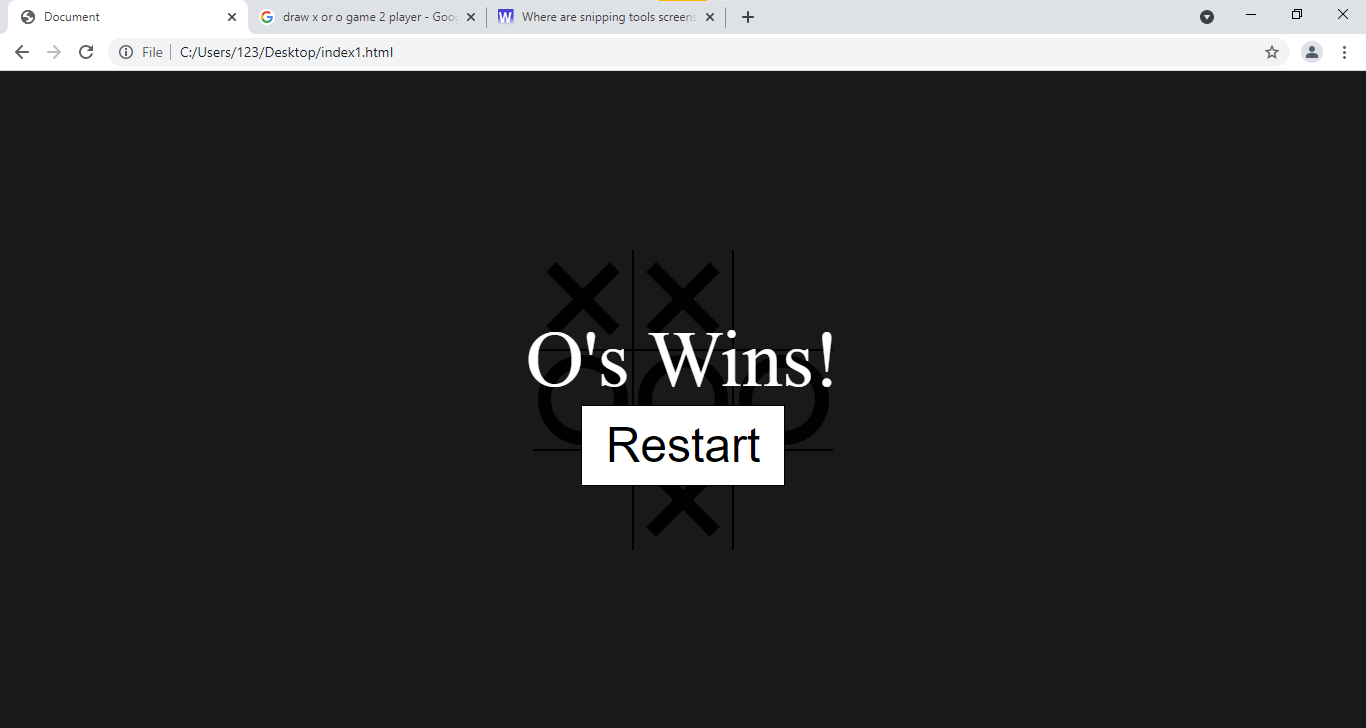 Document
draw x or o game 2 player - Goo
Where are snipping tools screens
File
C:/Users/123/Desktop/index1.html
O's Wins!
Restart